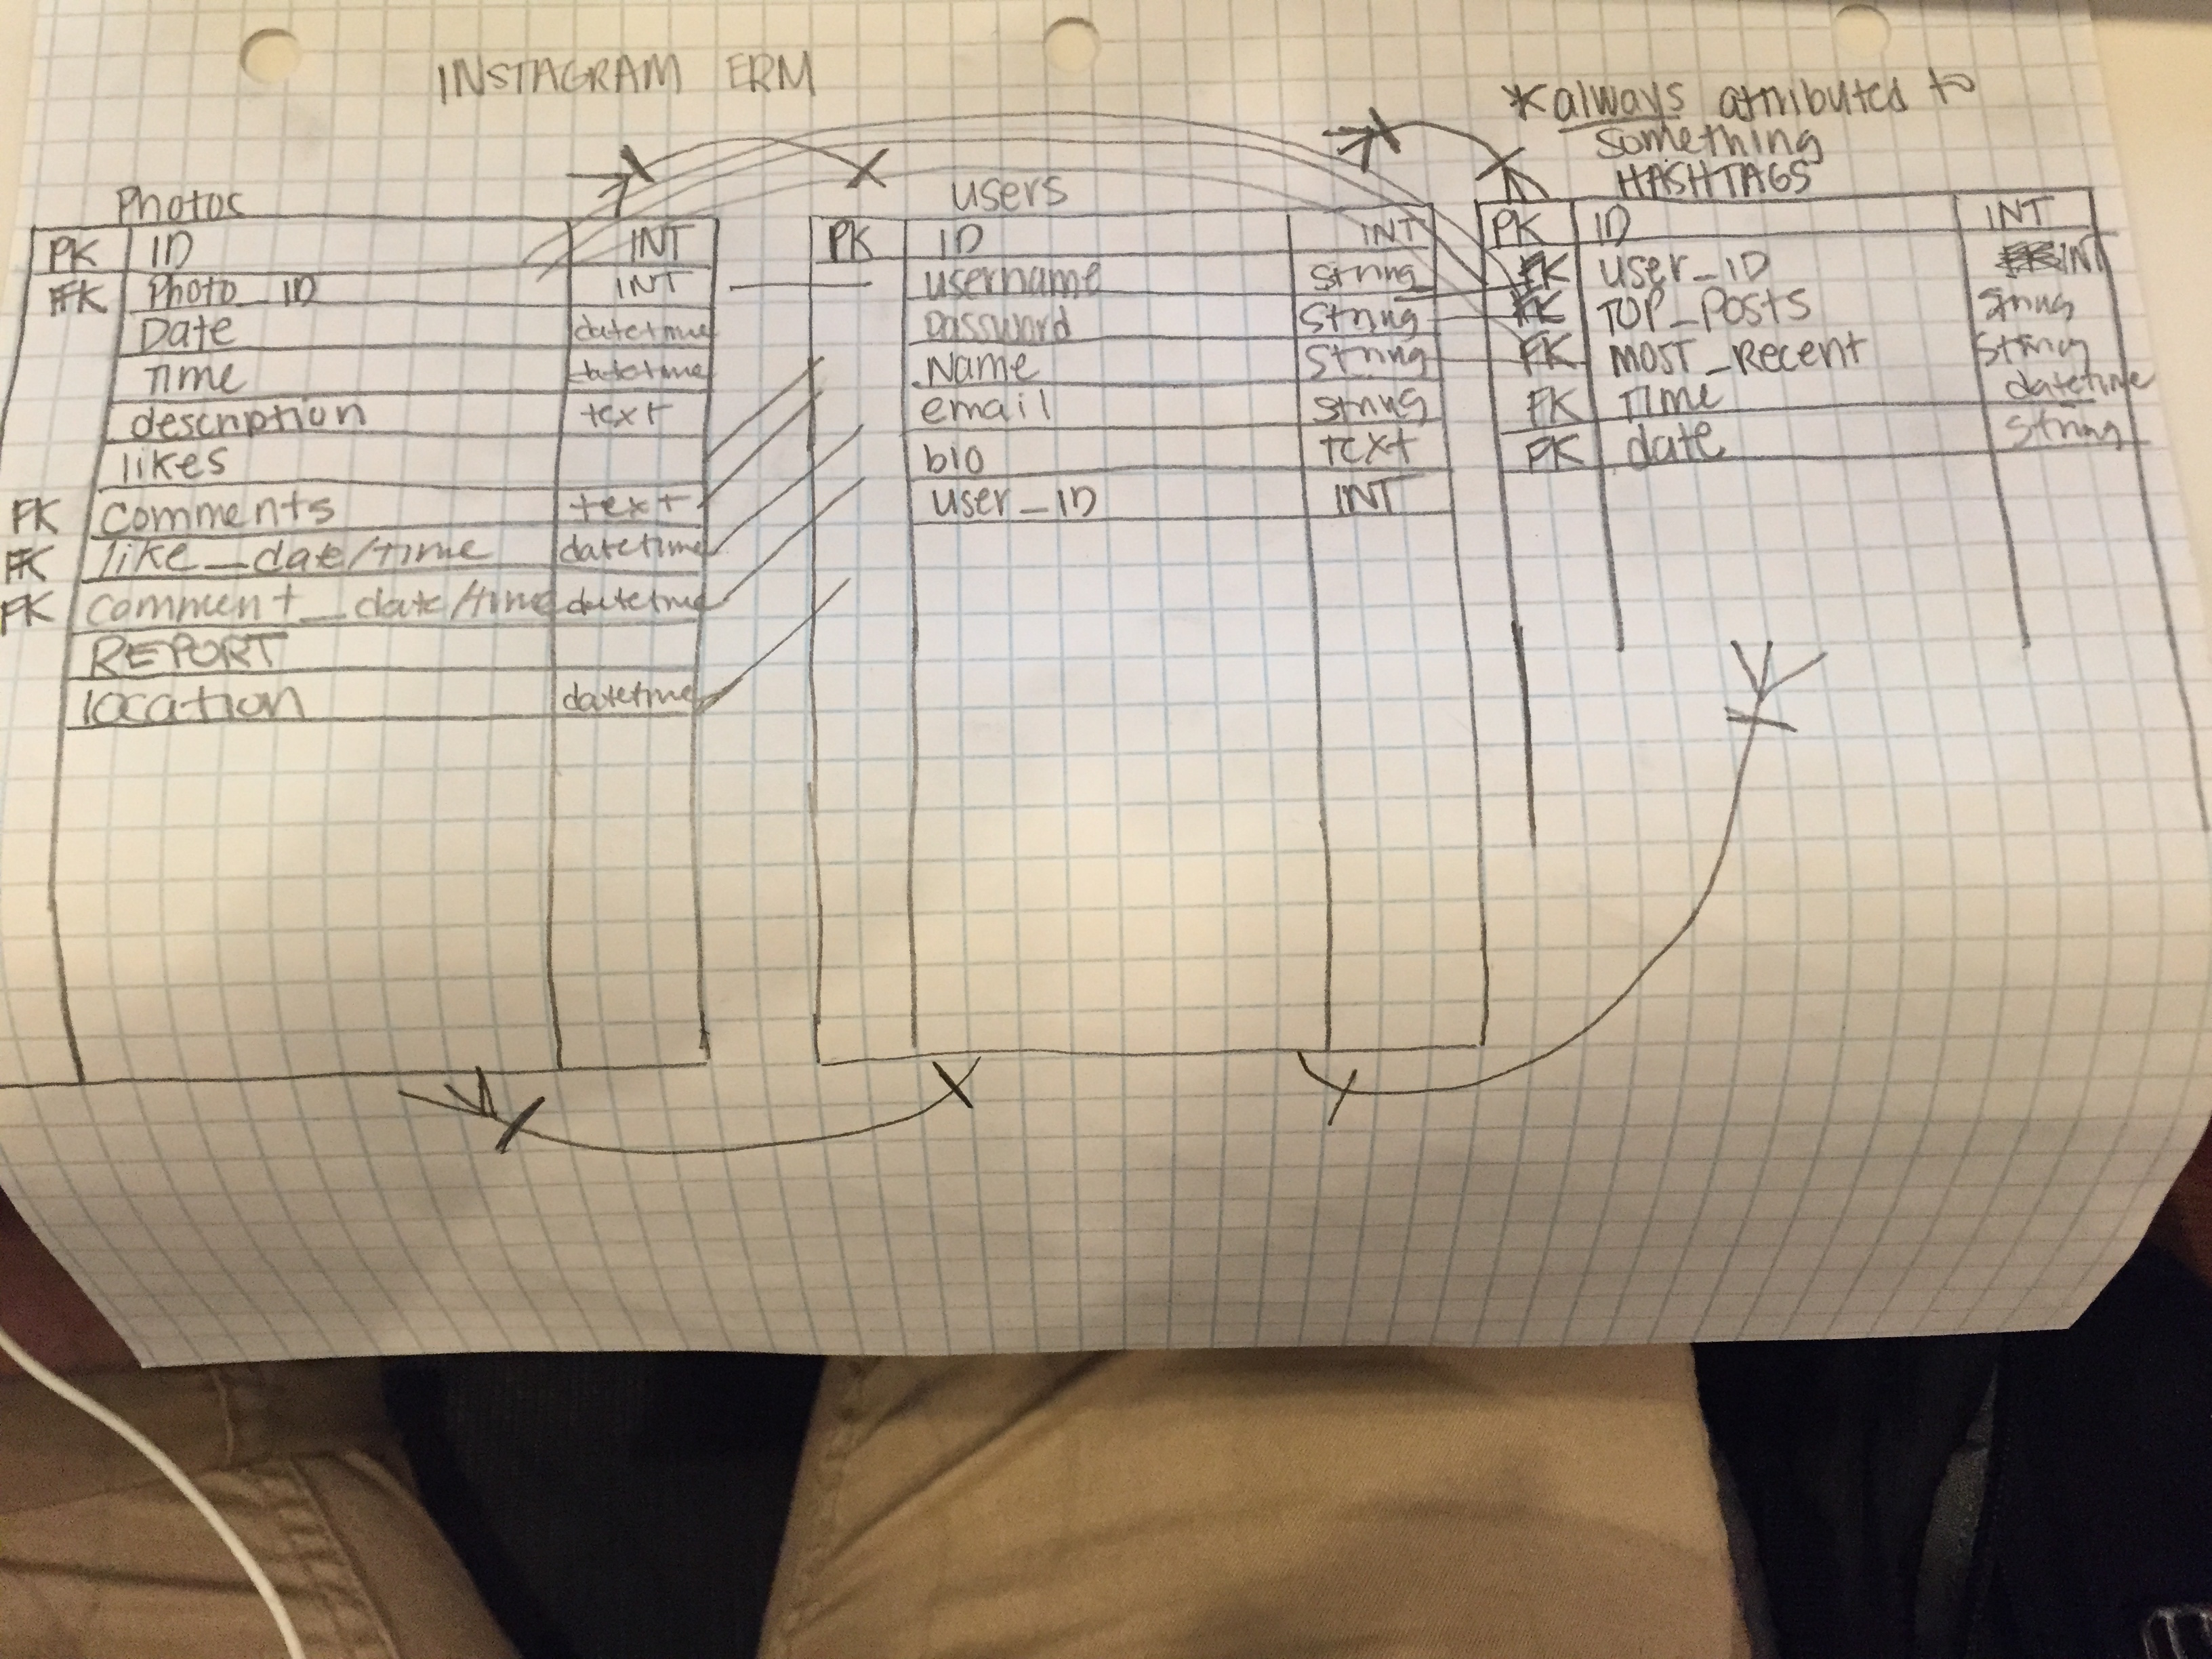 INSTAGRAM ERM
*always attributed to
something
HASHTAGS
Photos
PK ID INT
FK Photo_ID INT
Date datetime
Time datetime
description text
likes
FK comments text
FK like_date/time datetime
FK comment_date/time datetime
REPORT
location datetime
users
PK ID INT
username string
password string
Name string
email string
bio text
user_ID INT
PK ID INT
FK user_ID INT
FK TOP_POSTS string
FK MOST_Recent string
FK Time datetime
PK date string